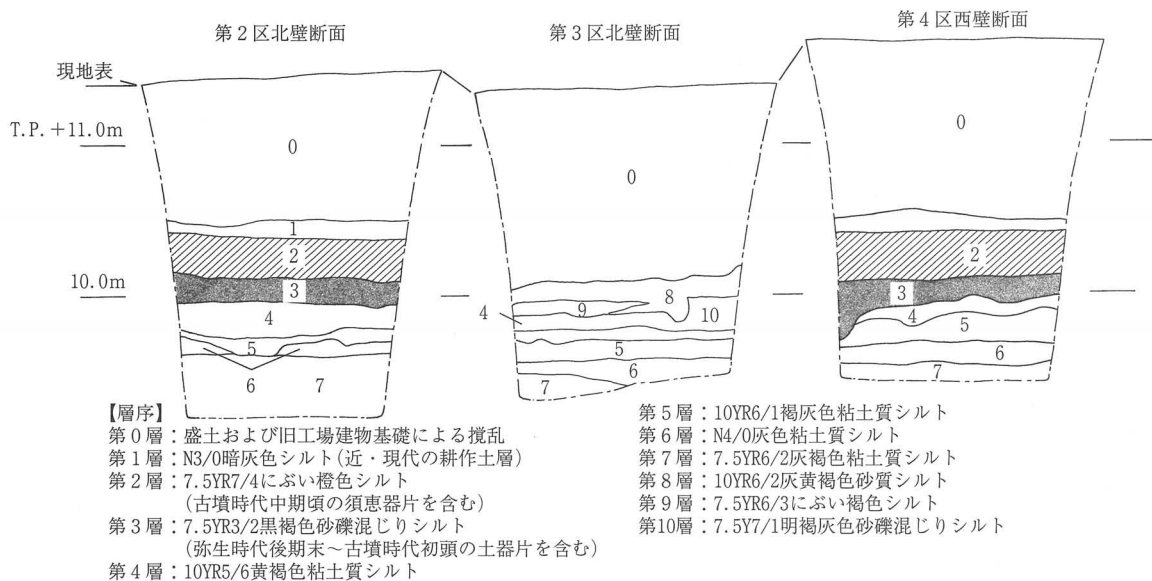 第２区北壁断面
第３区北壁断面
第４区西壁断面
現地表
T.P.＋11.0m
10.0m
0
1
2
3
4
5
6
7
0
8
9
4
10
5
6
7
0
2
3
4
5
6
7
【層序】
第０層：盛土および旧工場建物基礎による撹乱
第１層：N3/0暗灰色シルト(近・現代の耕作土層)
第２層：7.5YR7/4にぶい橙色シルト
(古墳時代中期頃の須恵器片を含む)
第３層：7.5YR3/2黒褐色砂礫混じりシルト
(弥生時代後期末～古墳時代初頭の土器片を含む)
第４層：10YR5/6黄褐色粘土質シルト
第５層：10YR6/1褐灰色粘土質シルト
第６層：N4/0灰色粘土質シルト
第７層：7.5YR6/2灰褐色粘土質シルト
第８層：10YR6/2灰黄褐色砂質シルト
第９層：7.5YR6/3にぶい褐色シルト
第10層：7.5Y7/1明褐灰色砂礫混じりシルト